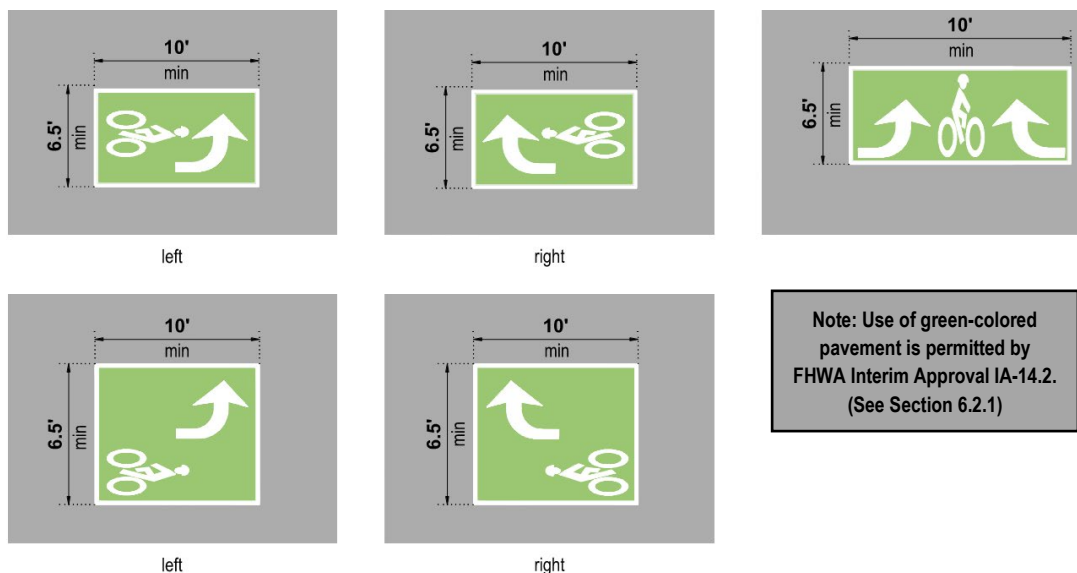 10'
min
6.5'
min
10'
min
6.5'
min
10'
min
6.5'
min
left
right
10'
min
6.5'
min
10'
min
6.5'
min
Note: Use of green-colored
pavement is permitted by
FHWA Interim Approval IA-14.2.
(See Section 6.2.1)
left
right